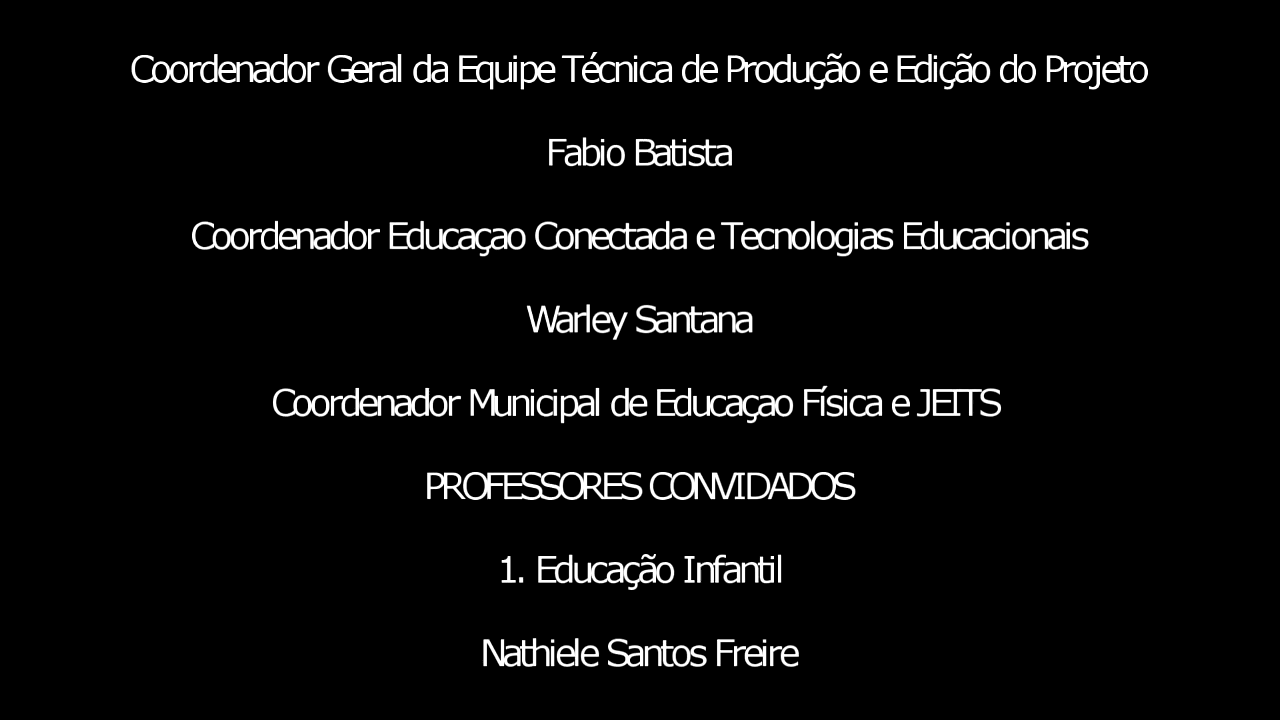 Coordenador Geral da Equipe Técnica de Produção e Edição do Projeto
Fabio Batista
Coordenador Educaçao Conectada e Tecnologias Educacionais
Warley Santana
Coordenador Municipal de Educaçao Física e JEITS
PROFESSORES CONVIDADOS
1. Educação Infantil
Nathiele Santos Freire